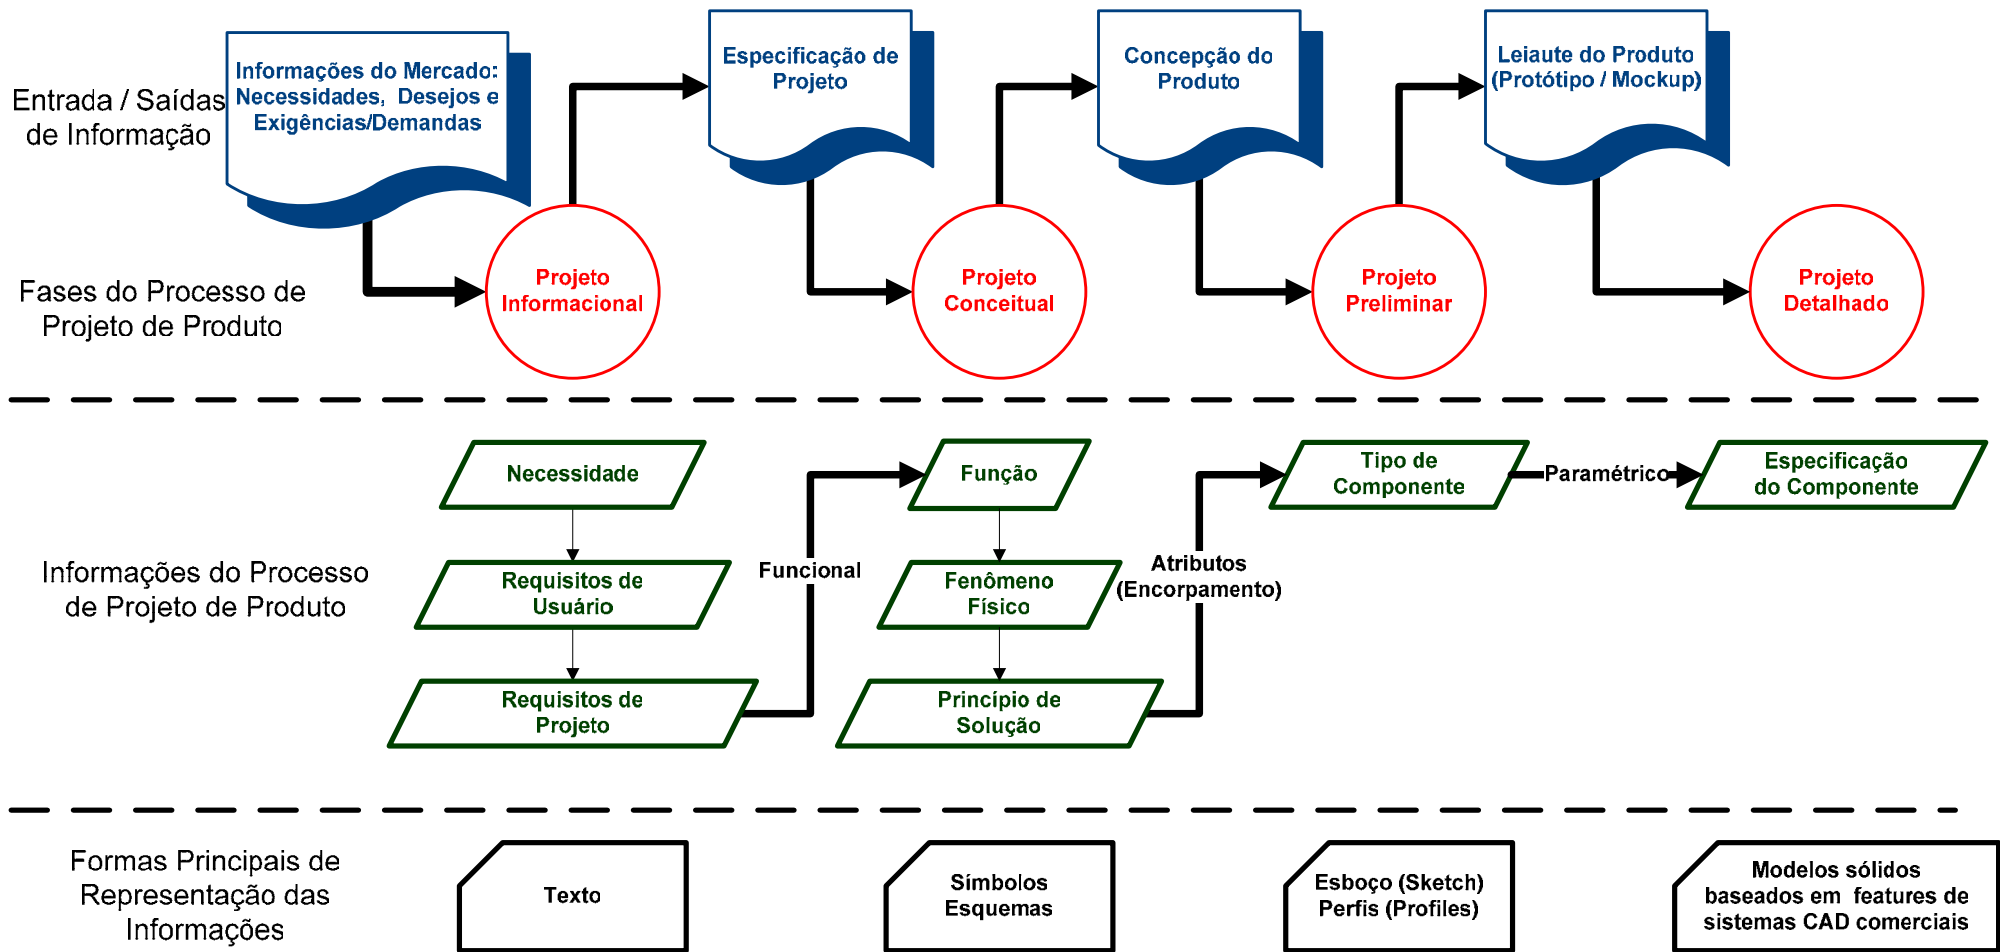 Entrada / Saídas
de Informação
Informações do Mercado:
Necessidades, Desejos e
Exigências/Demandas
Especificação de
Projeto
Concepção do
Produto
Leiaute do Produto
(Protótipo / Mockup)
Fases do Processo de
Projeto de Produto
Projeto
Informacional
Projeto
Conceitual
Projeto
Preliminar
Projeto
Detalhado
Informações do Processo
de Projeto de Produto
Necessidade
Requisitos de
Usuário
Requisitos de
Projeto
Funcional
Função
Fenômeno
Físico
Princípio de
Solução
Atributos
(Encorpamento)
Tipo de
Componente
Paramétrico
Especificação
do Componente
Formas Principais de
Representação das
Informações
Texto
Símbolos
Esquemas
Esboço (Sketch)
Perfis (Profiles)
Modelos sólidos
baseados em features de
sistemas CAD comerciais